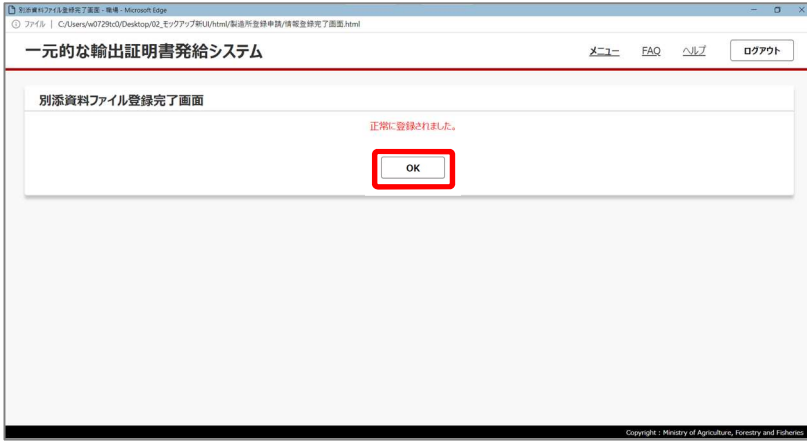 別添資料ファイル登録完了画面 - 職場 - Microsoft Edge
ファイル | C:/Users/w0729tc0/Desktop/02_モックアップ新UI/html/製造所登録申請/情報登録完了画面.html
一元的な輸出証明書発給システム
メニュー FAQ ヘルプ ログアウト
別添資料ファイル登録完了画面
正常に登録されました。
OK
Copyright : Ministry of Agriculture, Forestry and Fisheries